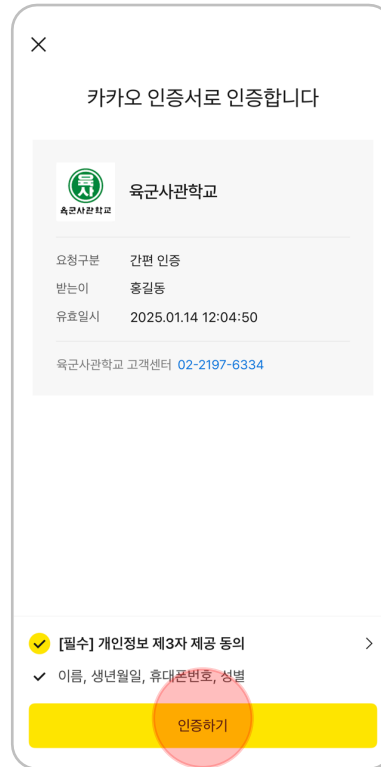 카카오 인증서로 인증합니다
육사
육군사관학교
육군사관학교
요청구분 간편 인증
받는이 홍길동
유효일시 2025.01.14 12:04:50
육군사관학교 고객센터 02-2197-6334
[필수] 개인정보 제3자 제공 동의
이름, 생년월일, 휴대폰번호, 성별
인증하기